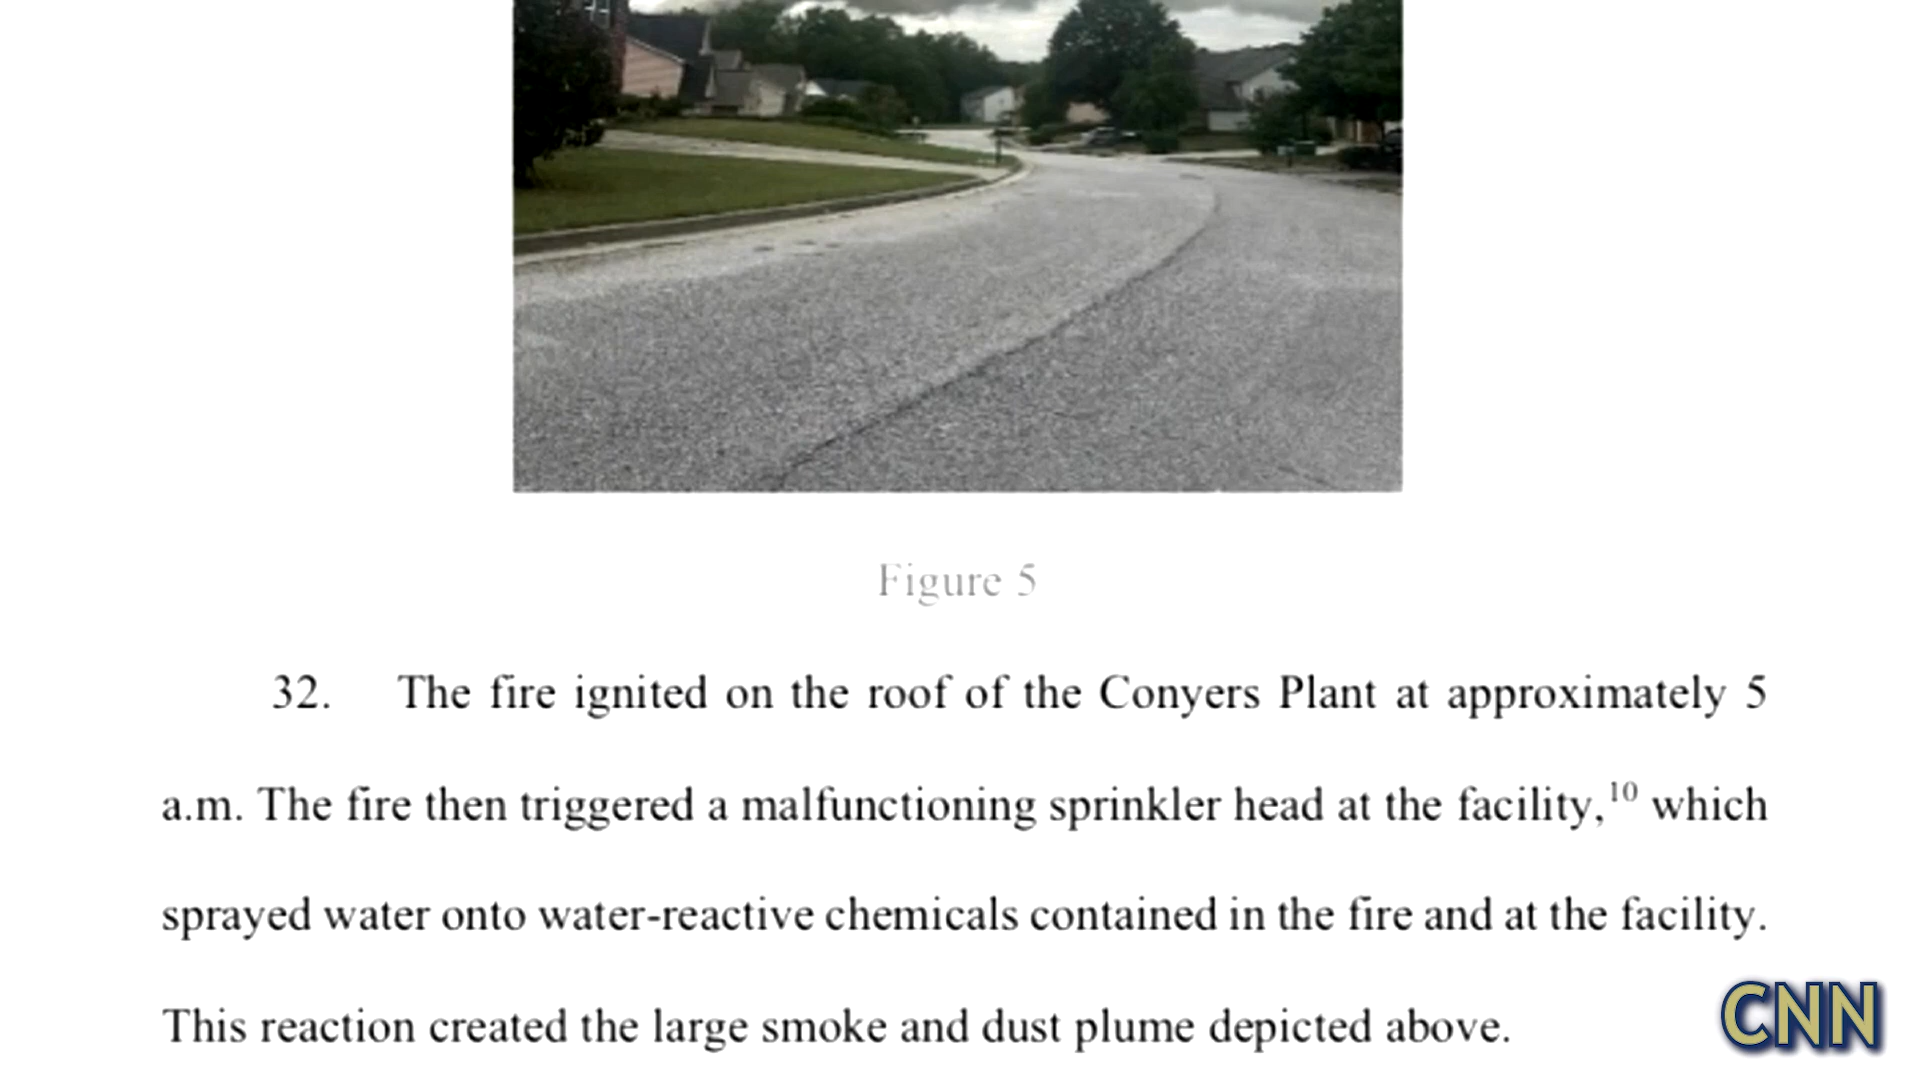 Figure 5
32. The fire ignited on the roof of the Conyers Plant at approximately 5
a.m. The fire then triggered a malfunctioning sprinkler head at the facility,10 which
sprayed water onto water-reactive chemicals contained in the fire and at the facility.
This reaction created the large smoke and dust plume depicted above.
CNN